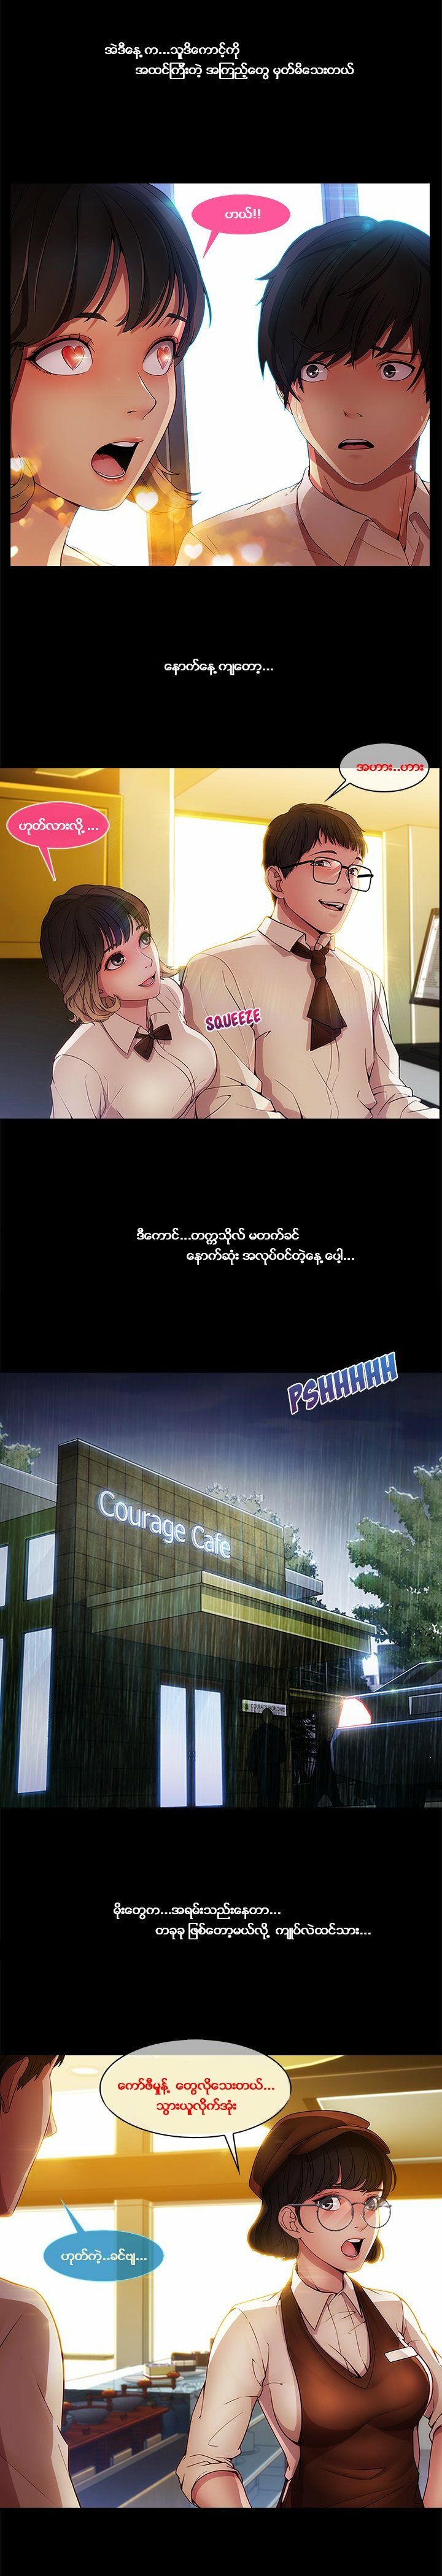 အဲဒီနေ့ က...သူဒိကောင့်ကို
အထင်ကြီးတဲ့ အကြည့်တွေ မှတ်မိသေးတယ်
ဟယ်!!
နောက်နေ့ ကျတော့...
အဟား..ဟား
ဟုတ်လားလို့ ...
SQUEEZE
ဒီကောင်...တက္ကသိုလ် မတက်ခင်
နောက်ဆုံး အလုပ်ဝင်တဲ့နေ့ ပေါ့...
PSHHHHH
Courage Cafe
မိုးတွေက...အရမ်းသည်းနေတာ...
တခုခု ဖြစ်တော့မယ်လို့ ကျုပ်လဲထင်သား...
ကော်ဖီမှုန့် တွေလိုသေးတယ်...
သွားယူလိုက်အုံး
ဟုတ်ကဲ့..ခင်ဗျ...